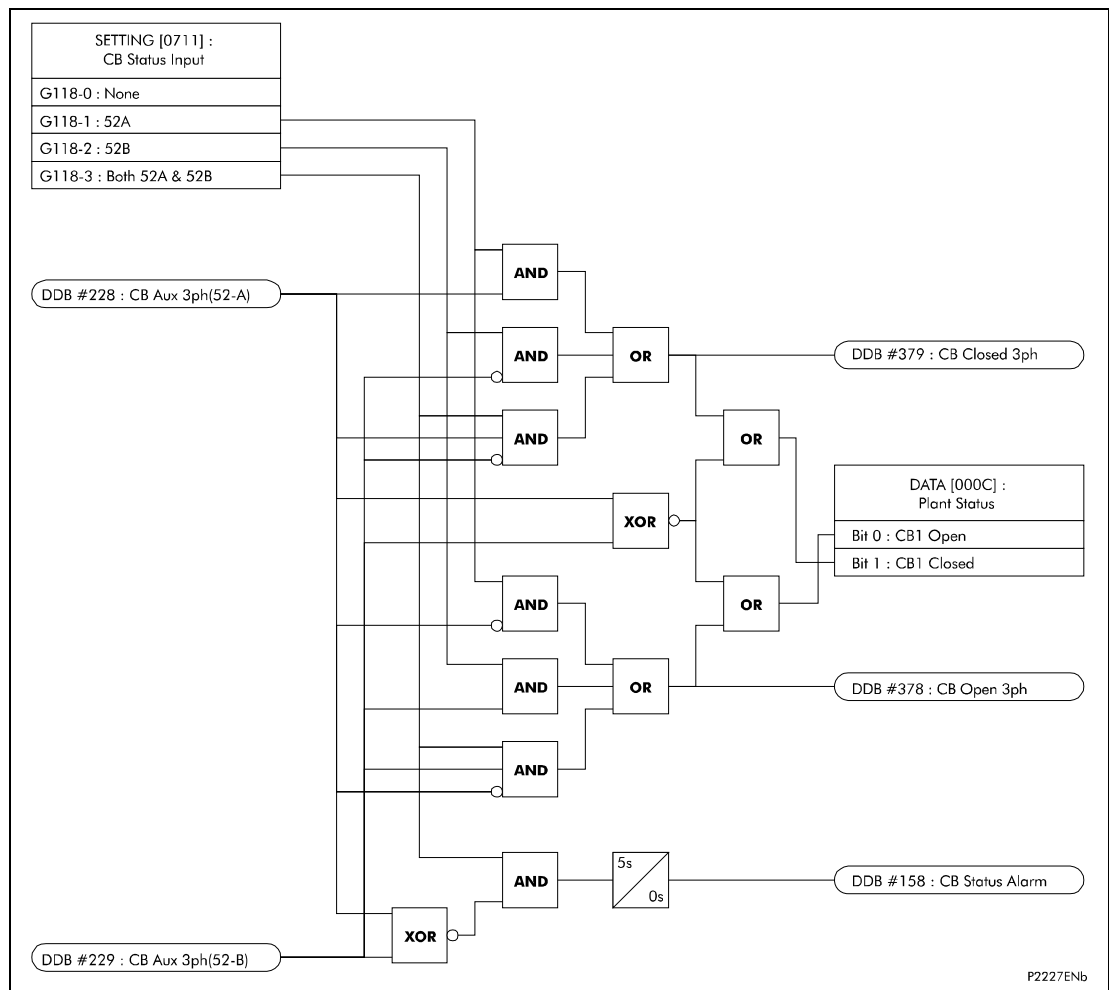 SETTING [0711] :
CB Status Input
G118-0 : None
G118-1 : 52A
G118-2 : 52B
G118-3 : Both 52A & 52B
AND
DDB #228 : CB Aux 3ph(52-A)
AND
OR
DDB #379 : CB Closed 3ph
AND
OR
DATA [000C] :
Plant Status
XOR
Bit 0 : CB1 Open
Bit 1 : CB1 Closed
AND
OR
AND
OR
DDB #378 : CB Open 3ph
AND
5s
0s
AND
DDB #158 : CB Status Alarm
XOR
DDB #229 : CB Aux 3ph(52-B)
P2227ENb